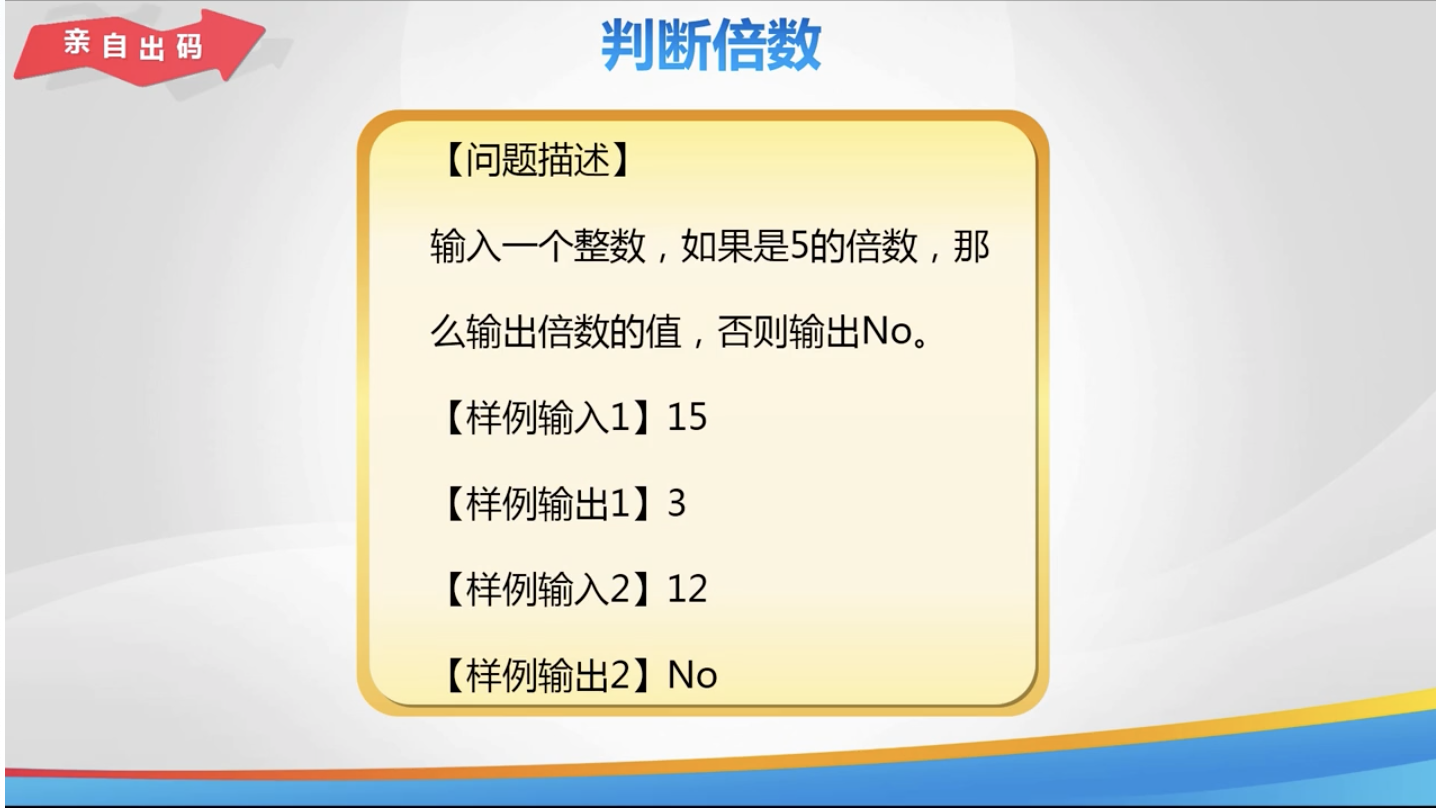 亲自出码
判断倍数
【问题描述】
输入一个整数，如果是5的倍数，那
么输出倍数的值，否则输出No。
【样例输入1】15
【样例输出1】3
【样例输入2】12
【样例输出2】No